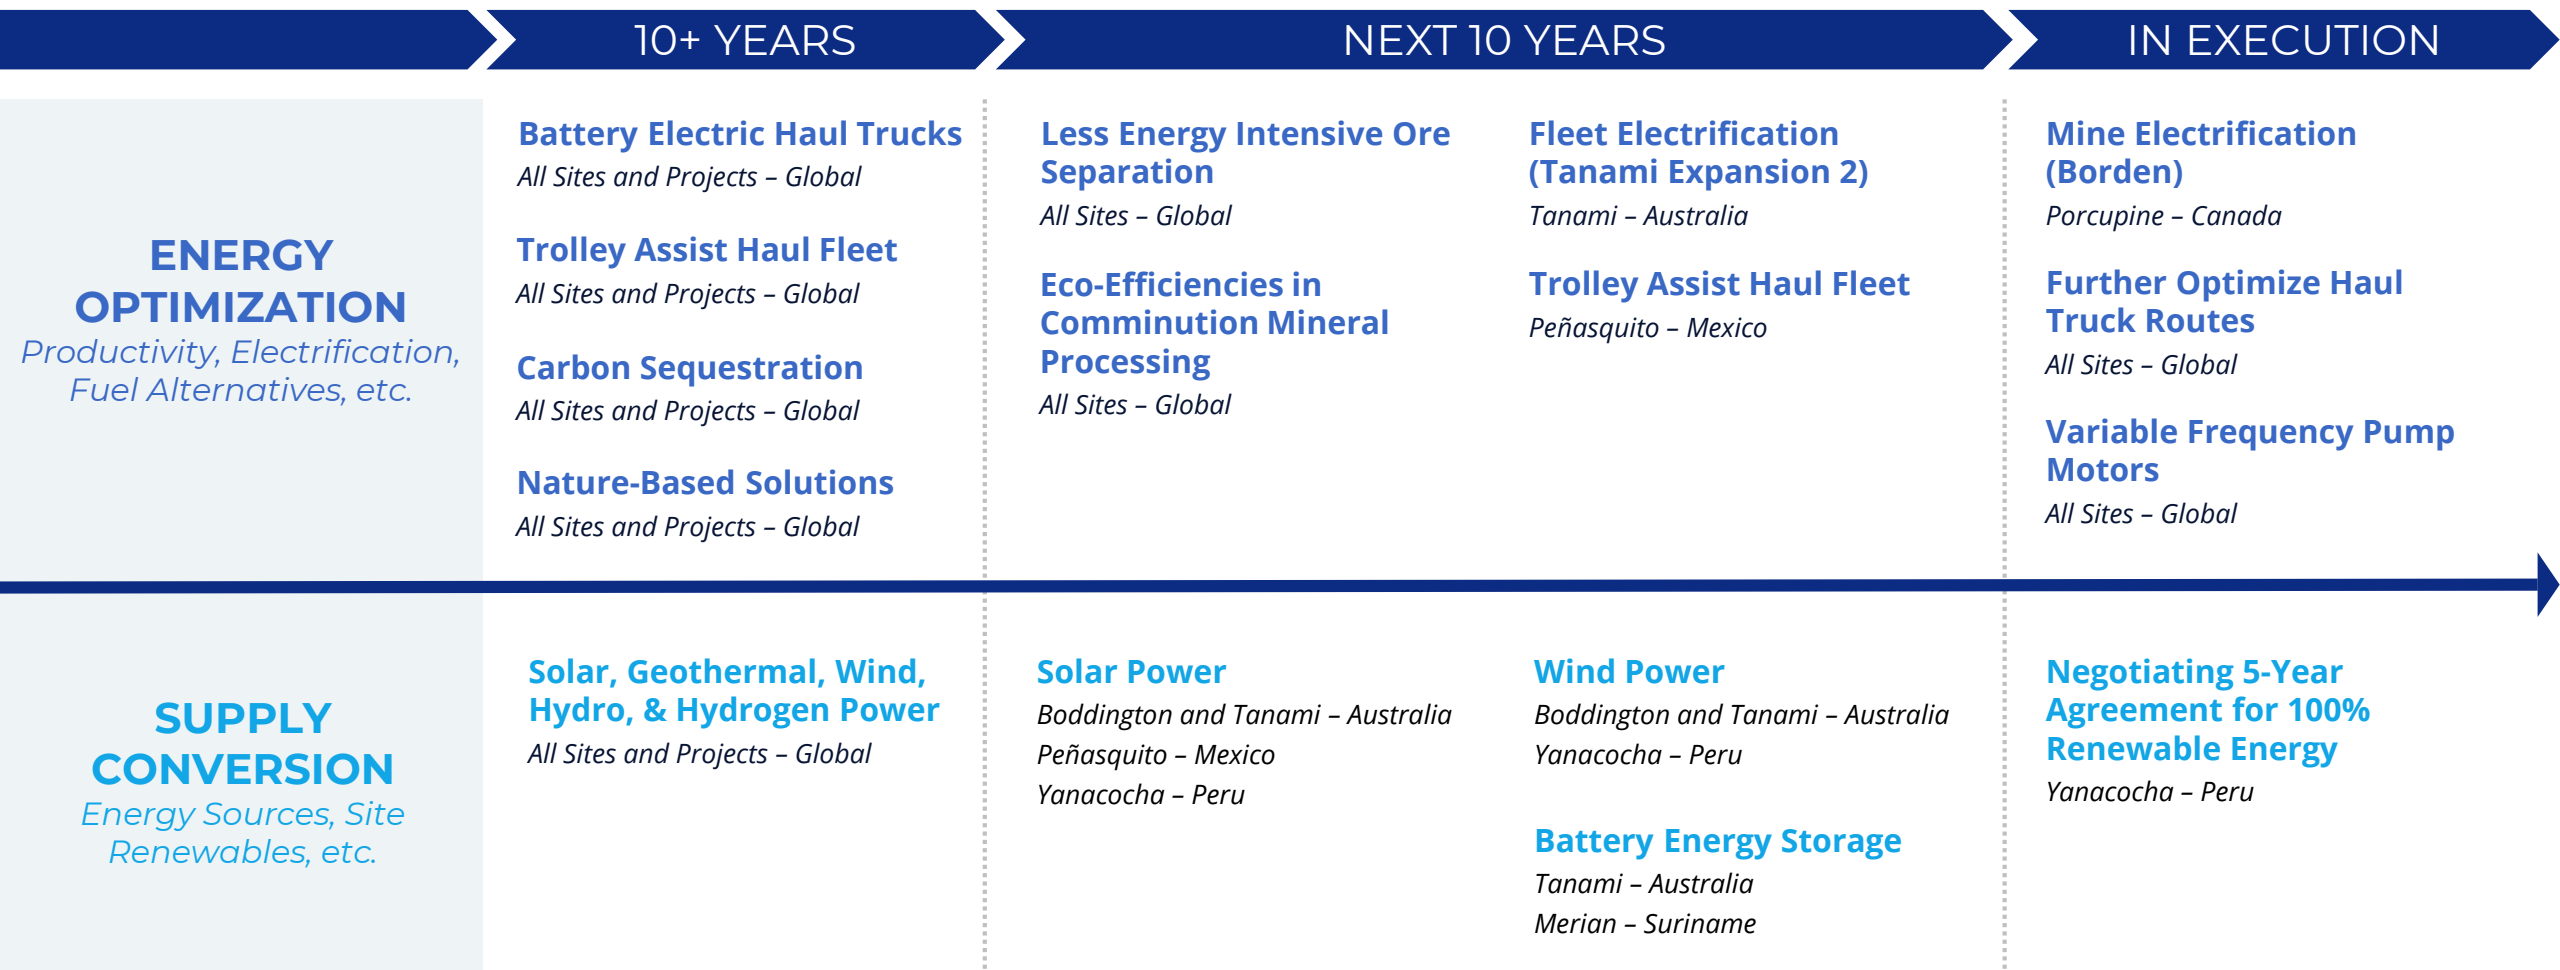 10+ YEARS
NEXT 10 YEARS
IN EXECUTION
ENERGY
OPTIMIZATION
Productivity, Electrification,
Fuel Alternatives, etc.
Battery Electric Haul Trucks
All Sites and Projects – Global
Trolley Assist Haul Fleet
All Sites and Projects – Global
Carbon Sequestration
All Sites and Projects – Global
Nature-Based Solutions
All Sites and Projects – Global
Less Energy Intensive Ore
Separation
All Sites – Global
Eco-Efficiencies in
Comminution Mineral
Processing
All Sites – Global
Fleet Electrification
(Tanami Expansion 2)
Tanami – Australia
Trolley Assist Haul Fleet
Peñasquito – Mexico
Mine Electrification
(Borden)
Porcupine – Canada
Further Optimize Haul
Truck Routes
All Sites – Global
Variable Frequency Pump
Motors
All Sites – Global
SUPPLY
CONVERSION
Energy Sources, Site
Renewables, etc.
Solar, Geothermal, Wind,
Hydro, & Hydrogen Power
All Sites and Projects – Global
Solar Power
Boddington and Tanami – Australia
Peñasquito – Mexico
Yanacocha – Peru
Wind Power
Boddington and Tanami – Australia
Yanacocha – Peru
Battery Energy Storage
Tanami – Australia
Merian – Suriname
Negotiating 5-Year
Agreement for 100%
Renewable Energy
Yanacocha – Peru